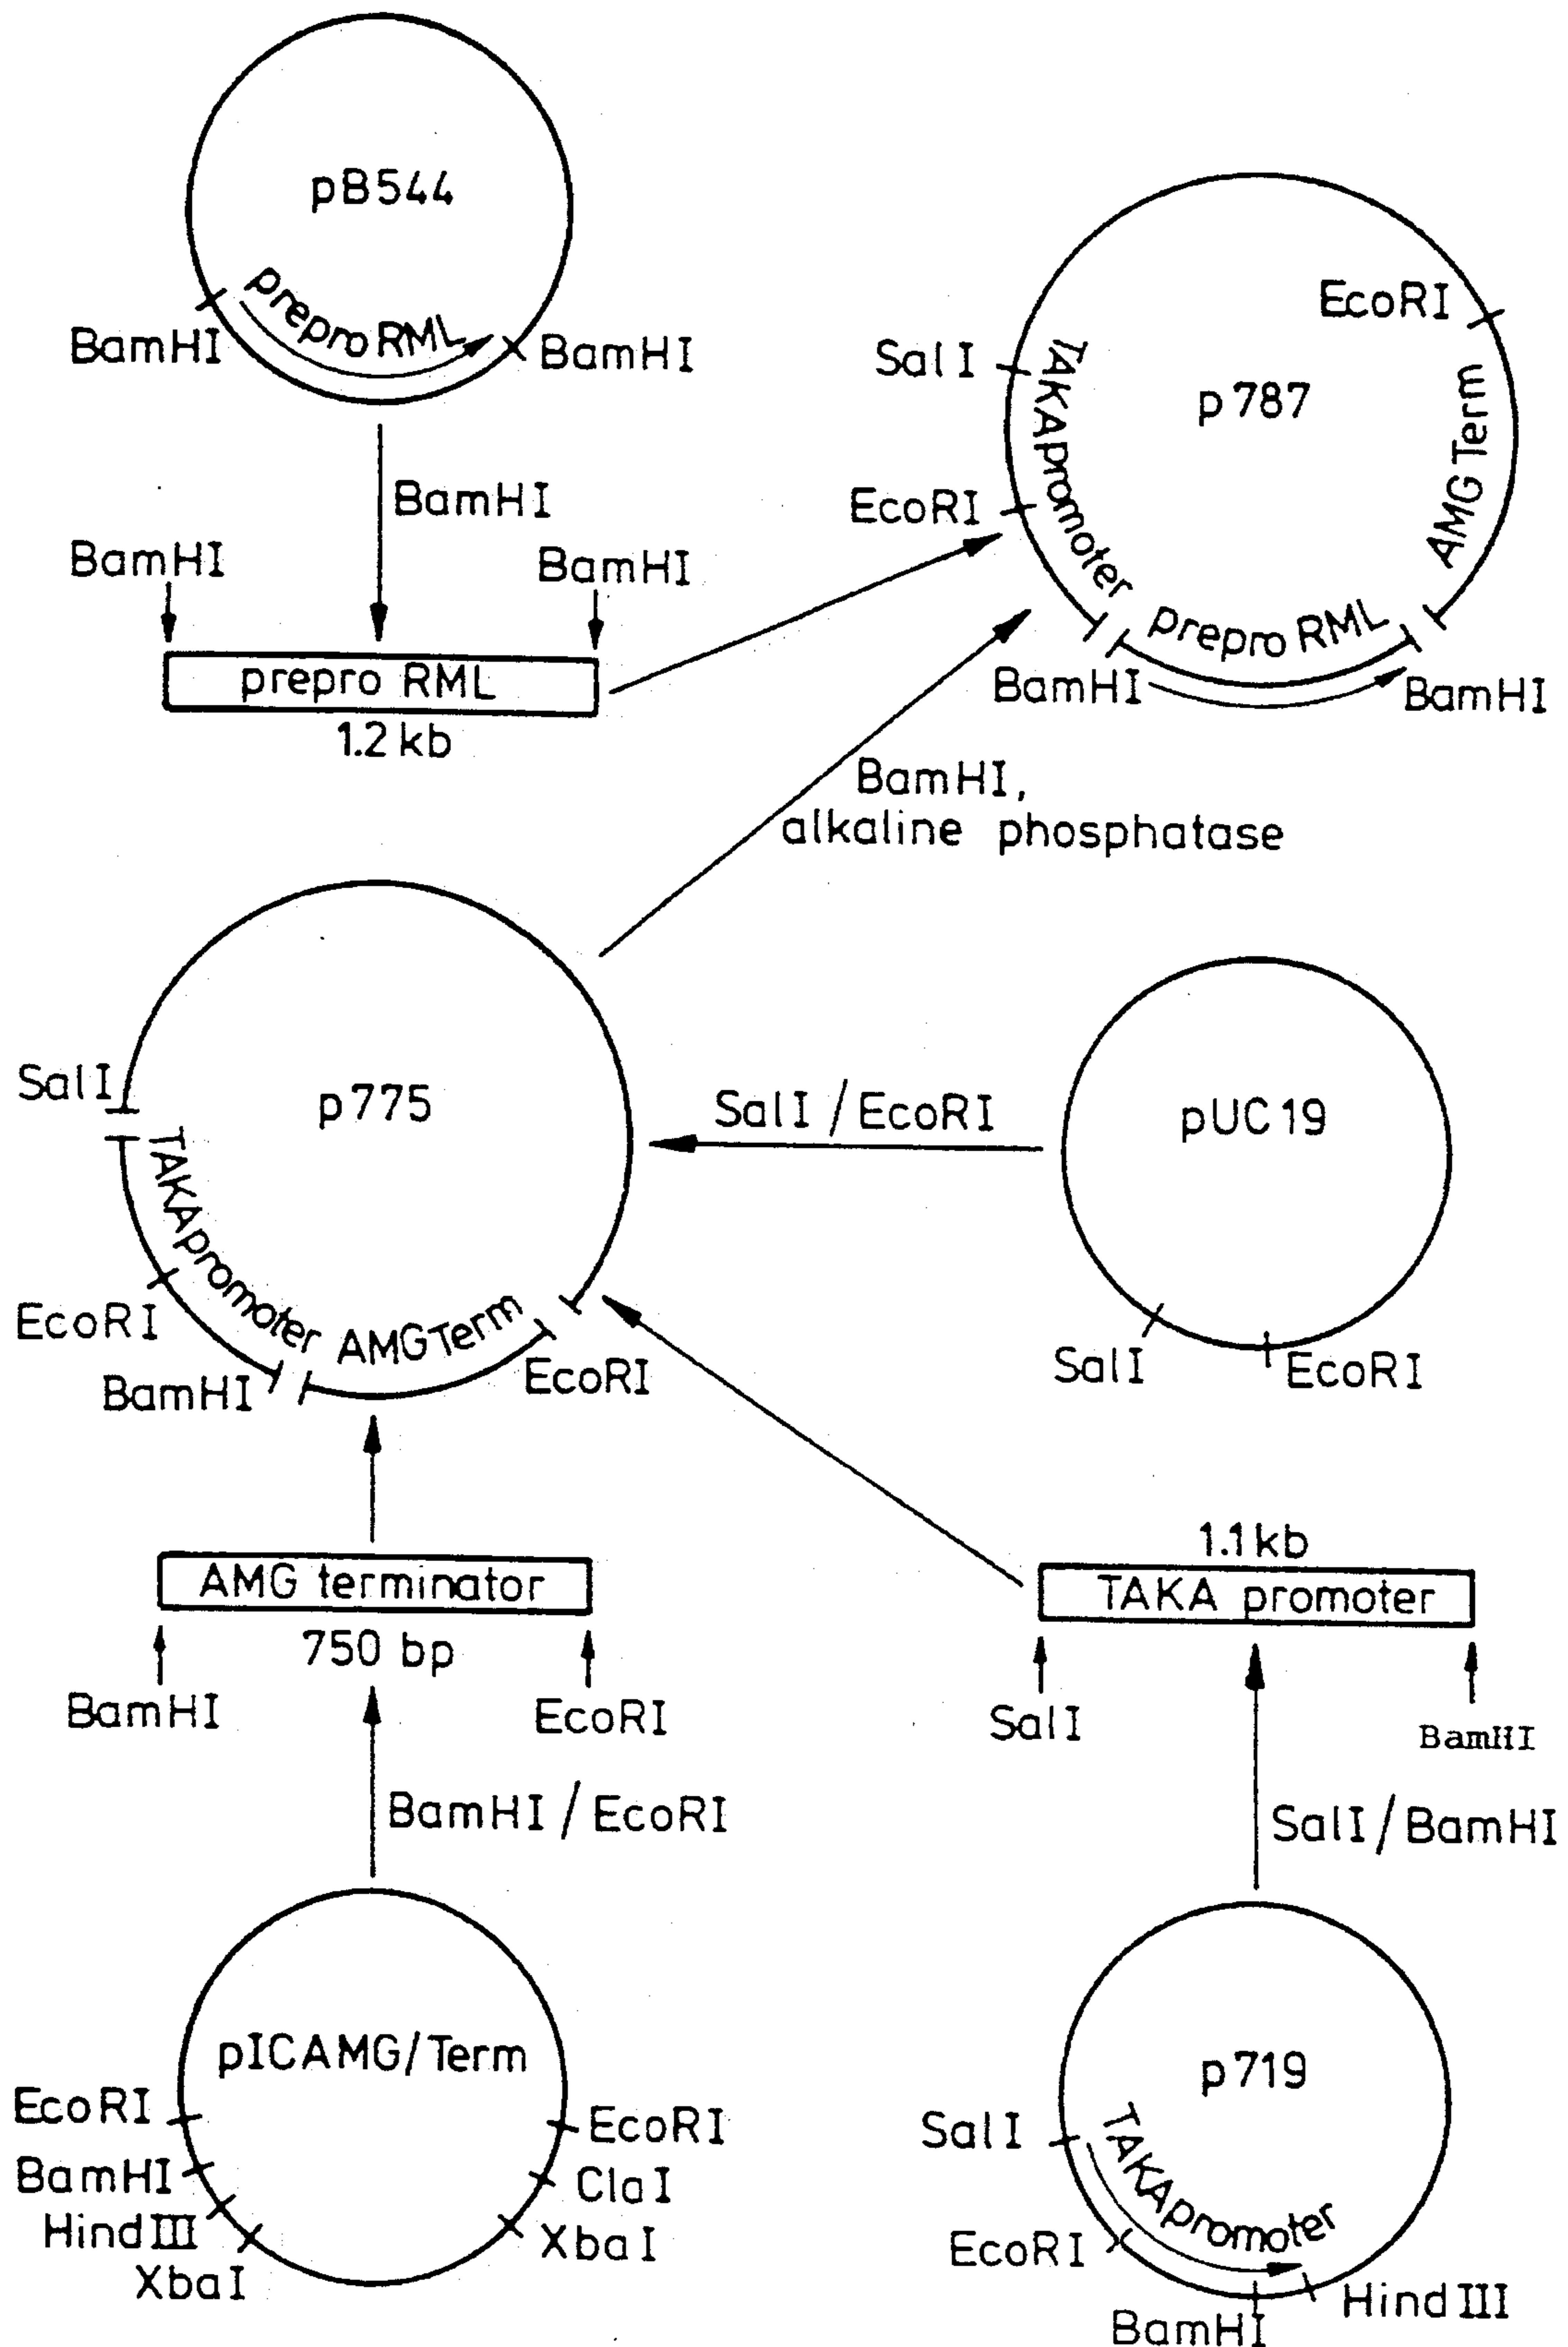 pB544
prepro RML
BamHI
BamHI
BamHI
BamHI
BamHI
prepro RML
1.2 kb
p787
EcoRI
SalI
TAKApromoter
AMG Term
EcoRI
prepro RML
BamHI
BamHI
BamHI,
alkaline phosphatase
p775
SalI
TAKApromoter
EcoRI
AMGTerm
BamHI
EcoRI
SalI / EcoRI
pUC19
SalI
EcoRI
AMG terminator
750 bp
BamHI
EcoRI
BamHI / EcoRI
1.1 kb
TAKA promoter
SalI
BamHI
SalI / BamHI
pICAMG/Term
EcoRI
EcoRI
BamHI
ClaI
HindIII
XbaI
XbaI
p719
SalI
TAKApromoter
EcoRI
HindIII
BamHI